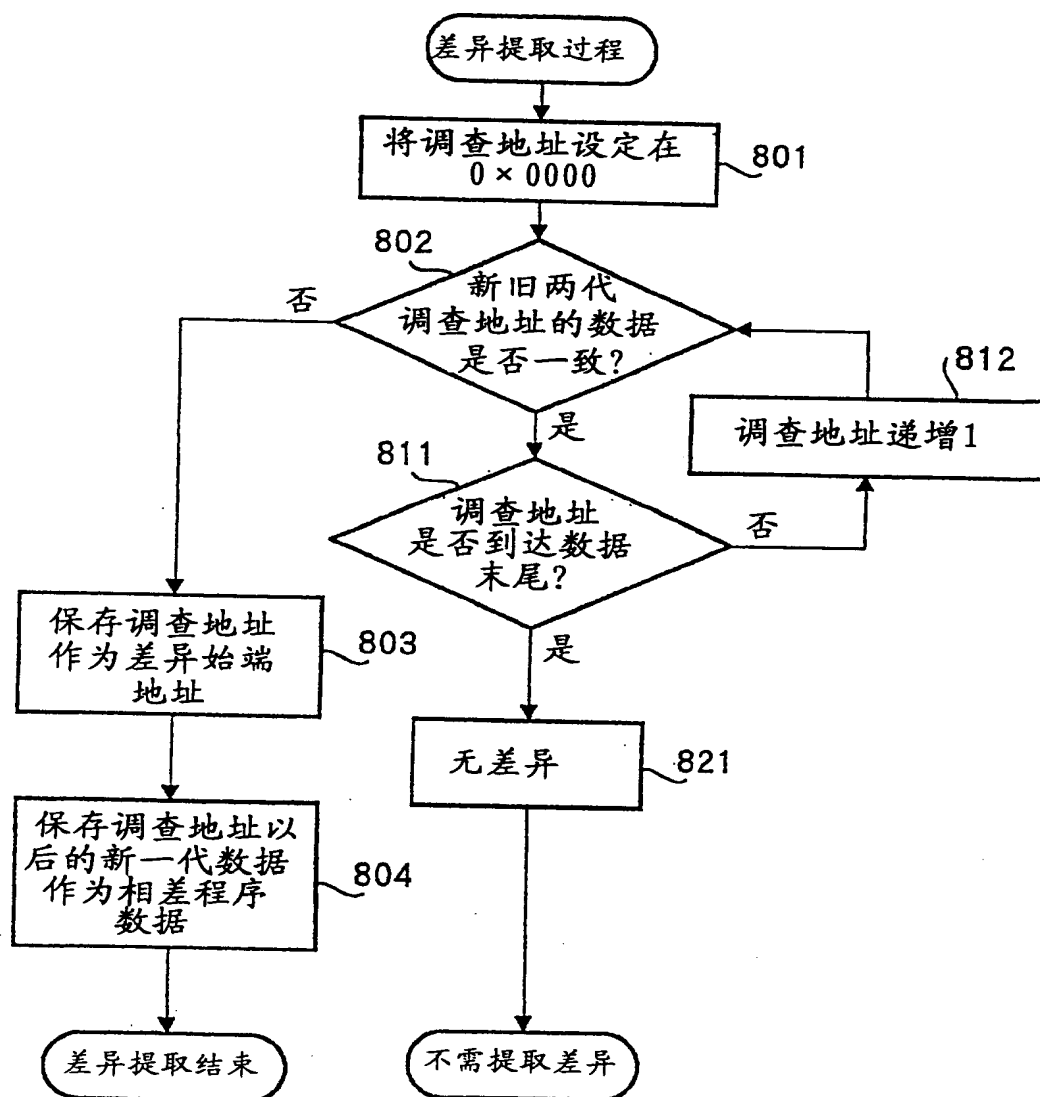 差异提取过程
将调查地址设定在
0×0000
801
802
新旧两代
调查地址的数据
是否一致?
否
是
812
调查地址递增1
811
调查地址
是否到达数据
末尾?
否
是
保存调查地址
作为差异始端
地址
803
无差异
821
保存调查地址以
后的新一代数据
作为相差程序
数据
804
差异提取结束
不需提取差异